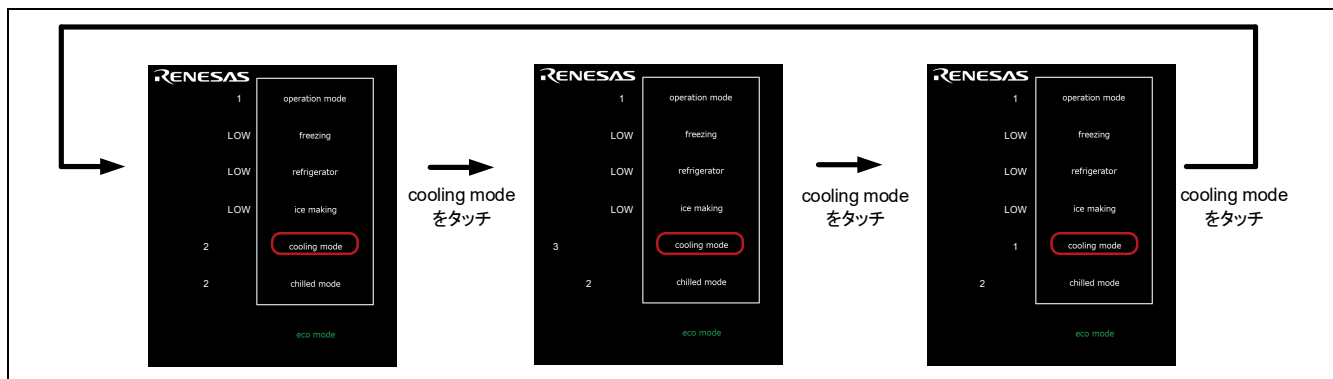 RENESAS
1 operation mode
LOW freezing
LOW refrigerator
LOW ice making
2 cooling mode
2 chilled mode
eco mode
cooling mode
をタッチ
RENESAS
1 operation mode
LOW freezing
LOW refrigerator
LOW ice making
3 cooling mode
2 chilled mode
eco mode
cooling mode
をタッチ
RENESAS
1 operation mode
LOW freezing
LOW refrigerator
LOW ice making
1 cooling mode
2 chilled mode
eco mode
cooling mode
をタッチ